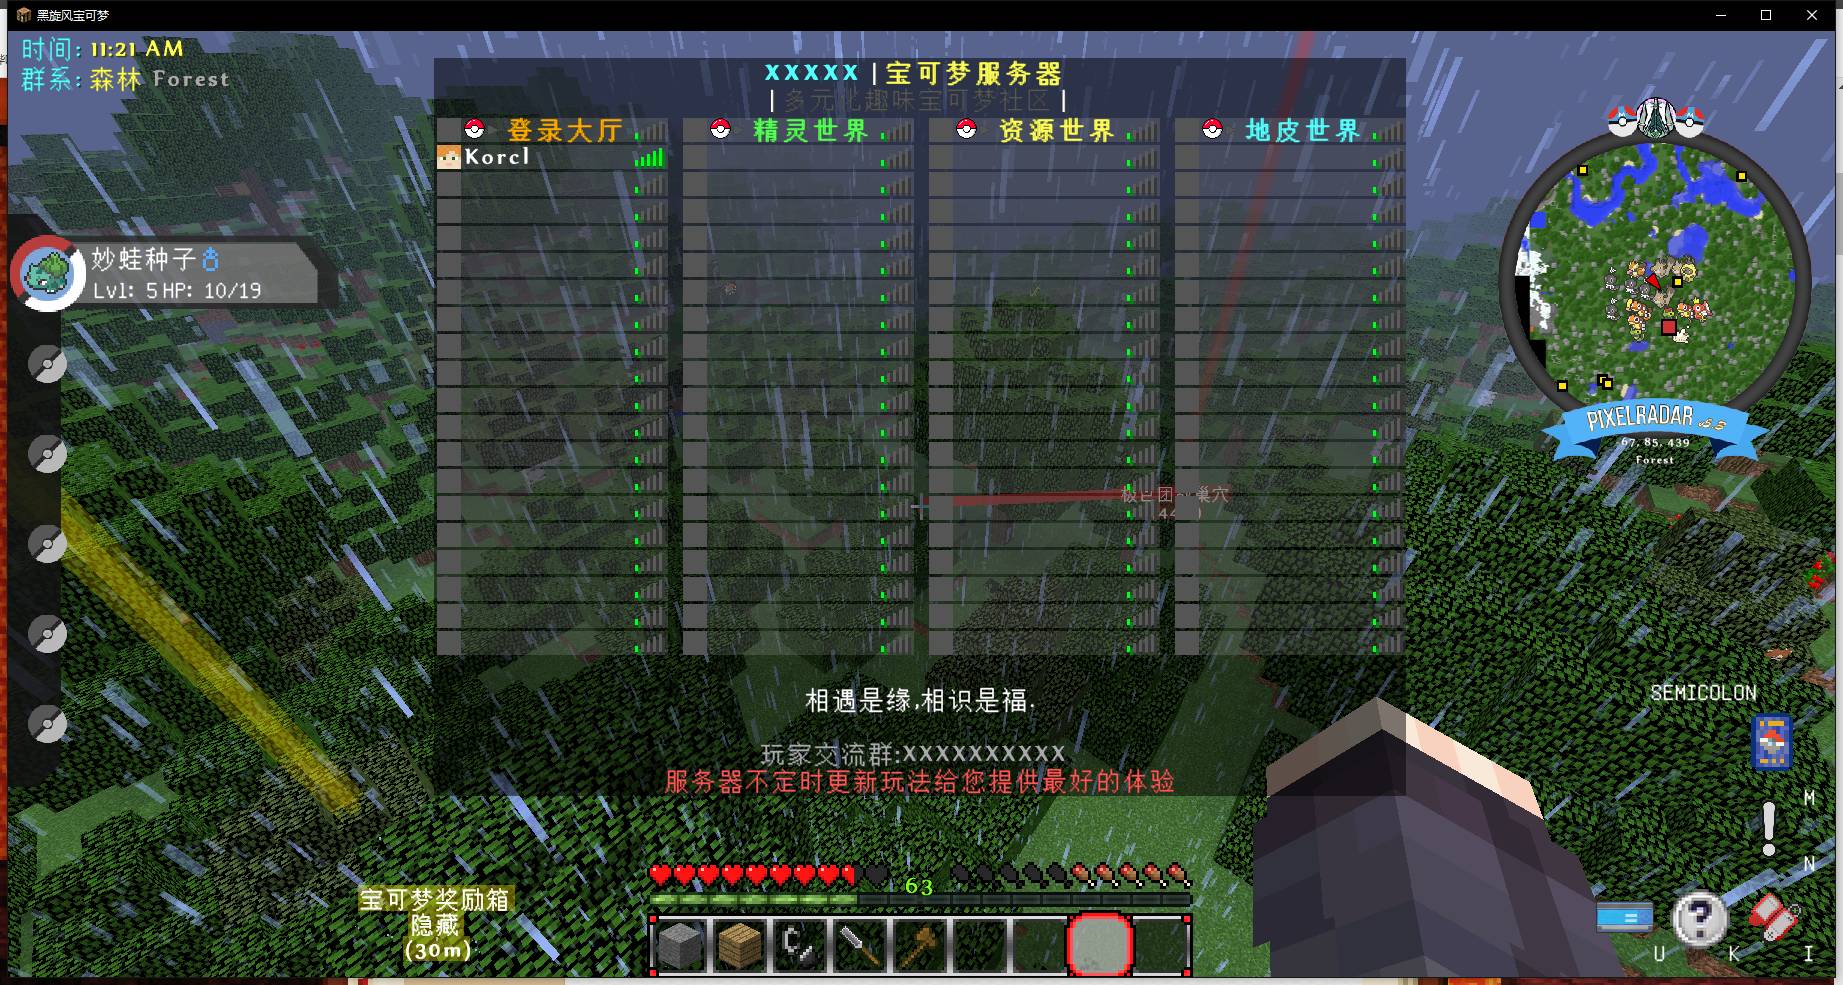 黑旋风宝可梦
时间: 11:21 AM
群系: 森林 Forest
XXXXX |宝可梦服务器
|多元化趣味宝可梦社区|
登录大厅 精灵世界 资源世界 地皮世界
Korcl
妙蛙种子
Lvl: 5 HP: 10/19
PIXELRADAR
67, 85, 439
Forest
相遇是缘,相识是福.
玩家交流群:XXXXXXXXXX
服务器不定时更新玩法给您提供最好的体验
SEMICOLON
M
N
63
宝可梦奖励箱
隐藏
(30m)
U K I